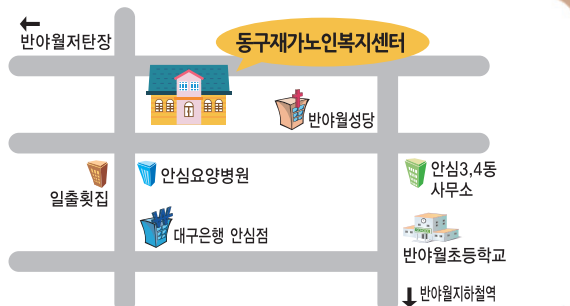 반야월저탄장
동구재가노인복지센터
반야월성당
일출횟집
안심요양병원
안심3,4동
사무소
대구은행 안심점
반야월초등학교
반야월지하철역